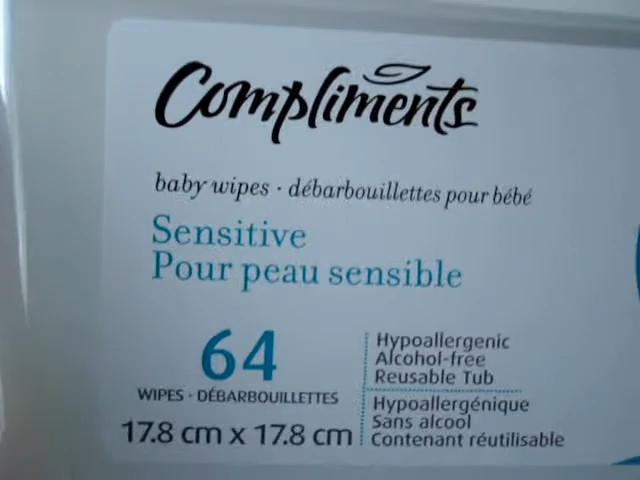 Compliments
baby wipes · débarbouillettes pour bébé
Sensitive
Pour peau sensible
64
WIPES · DÉBARBOUILLETTES
17.8 cm x 17.8 cm
Hypoallergenic
Alcohol-free
Reusable Tub
Hypoallergénique
Sans alcool
Contenant réutilisable